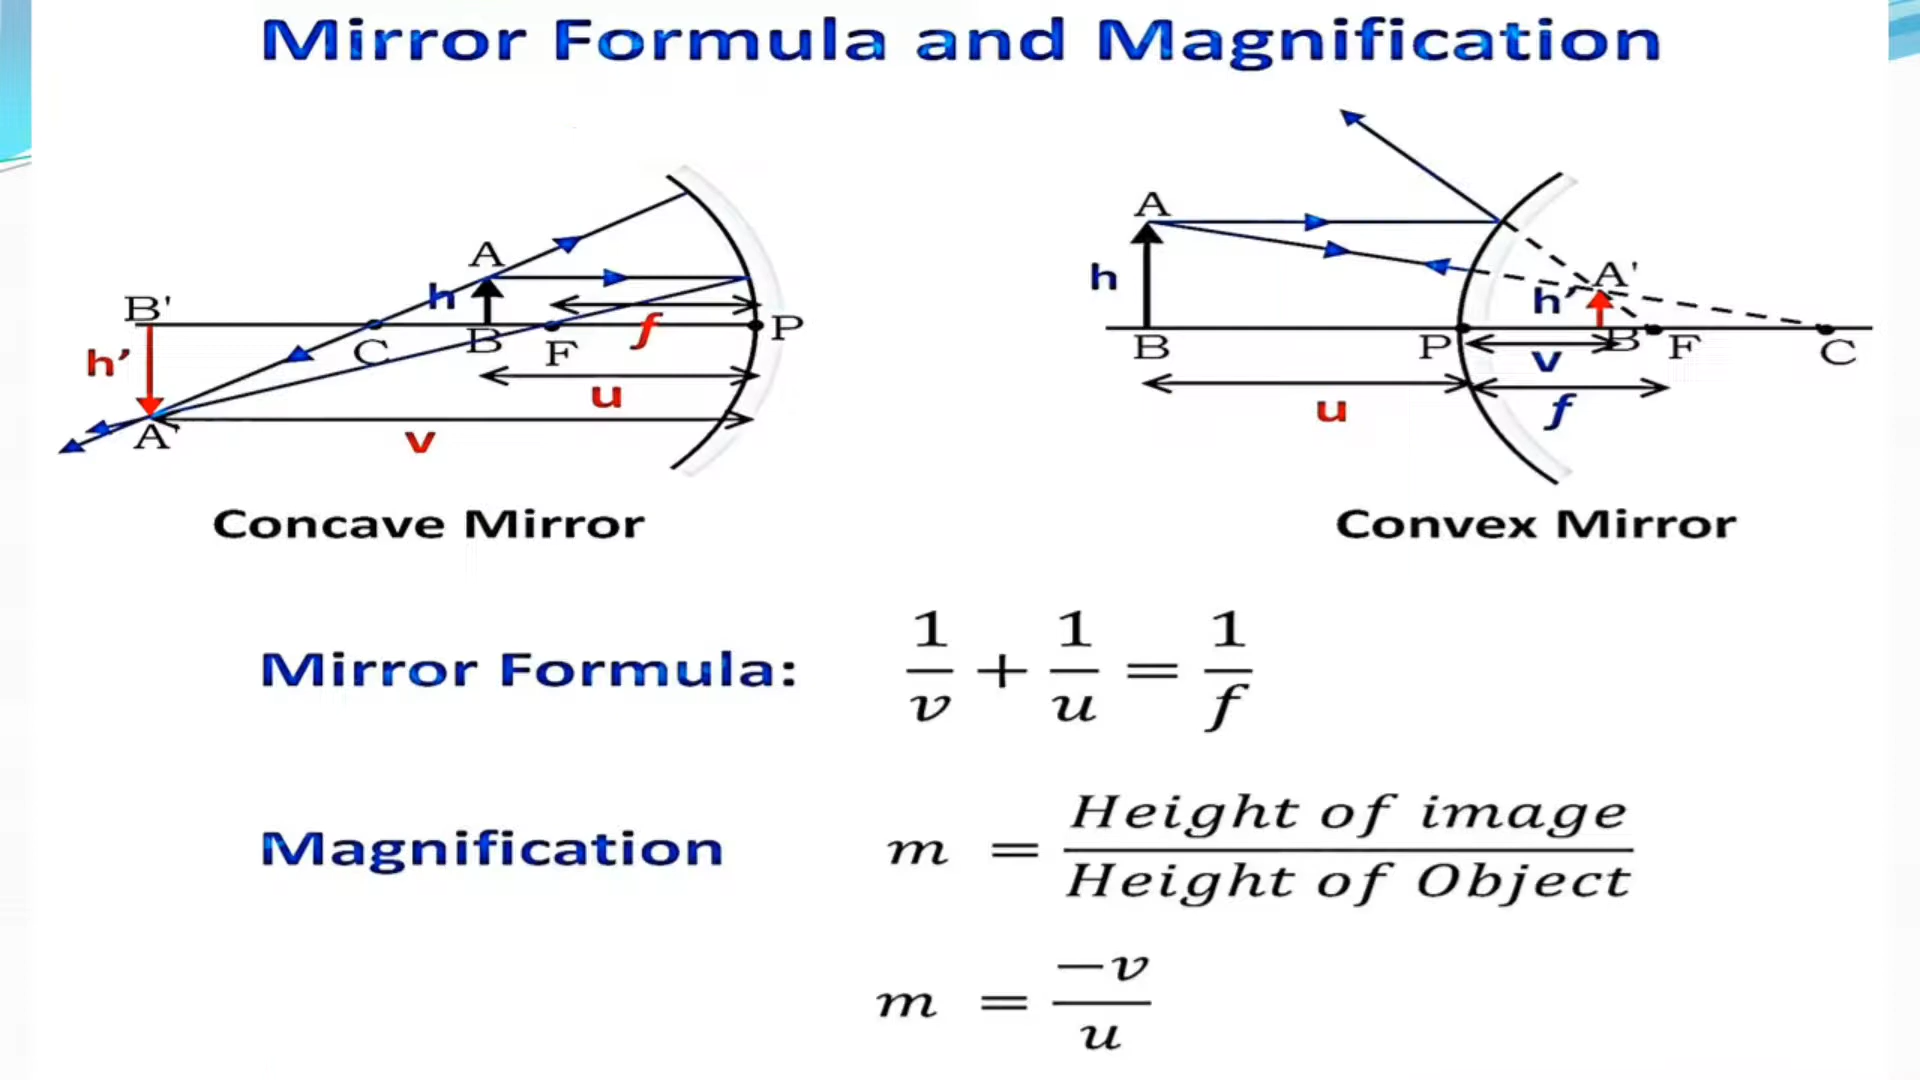 Mirror Formula and Magnification
A
h
B'
h’
C
B
F
f
P
u
A'
v
Concave Mirror
A
h
A'
h’
B
P
B'
F
C
v
u
f
Convex Mirror
Mirror Formula: 1/v + 1/u = 1/f
Magnification m = Height of image / Height of Object
m = −v/u